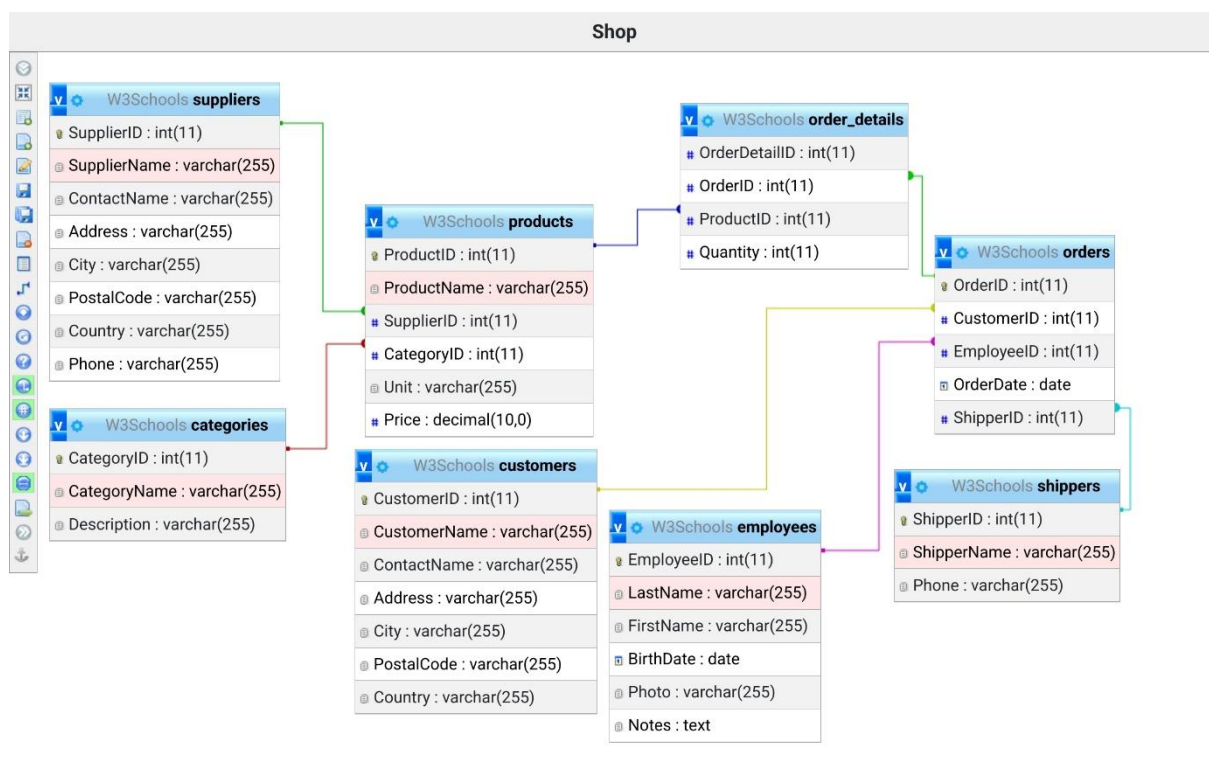 Shop
W3Schools suppliers
SupplierID : int(11)
SupplierName : varchar(255)
ContactName : varchar(255)
Address : varchar(255)
City : varchar(255)
PostalCode : varchar(255)
Country : varchar(255)
Phone : varchar(255)
W3Schools categories
CategoryID : int(11)
CategoryName : varchar(255)
Description : varchar(255)
W3Schools products
ProductID : int(11)
ProductName : varchar(255)
SupplierID : int(11)
CategoryID : int(11)
Unit : varchar(255)
Price : decimal(10,0)
W3Schools customers
CustomerID : int(11)
CustomerName : varchar(255)
ContactName : varchar(255)
Address : varchar(255)
City : varchar(255)
PostalCode : varchar(255)
Country : varchar(255)
W3Schools order_details
OrderDetailID : int(11)
OrderID : int(11)
ProductID : int(11)
Quantity : int(11)
W3Schools employees
EmployeeID : int(11)
LastName : varchar(255)
FirstName : varchar(255)
BirthDate : date
Photo : varchar(255)
Notes : text
W3Schools orders
OrderID : int(11)
CustomerID : int(11)
EmployeeID : int(11)
OrderDate : date
ShipperID : int(11)
W3Schools shippers
ShipperID : int(11)
ShipperName : varchar(255)
Phone : varchar(255)